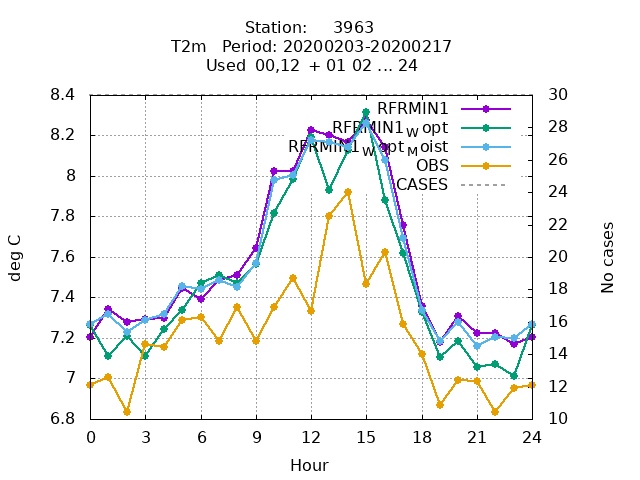 Station: 3963
T2m Period: 20200203-20200217
Used 00,12 + 01 02 ... 24
8.4 30
RFRMIN1
8.2 RFRMIN1W opt 28
RFRMIN1W opt Moist
26
OBS
8 CASES 24
7.8 22
deg C
7.6 20
No cases
7.4 18
7.2 16
14
7 12
6.8 10
0 3 6 9 12 15 18 21 24
Hour